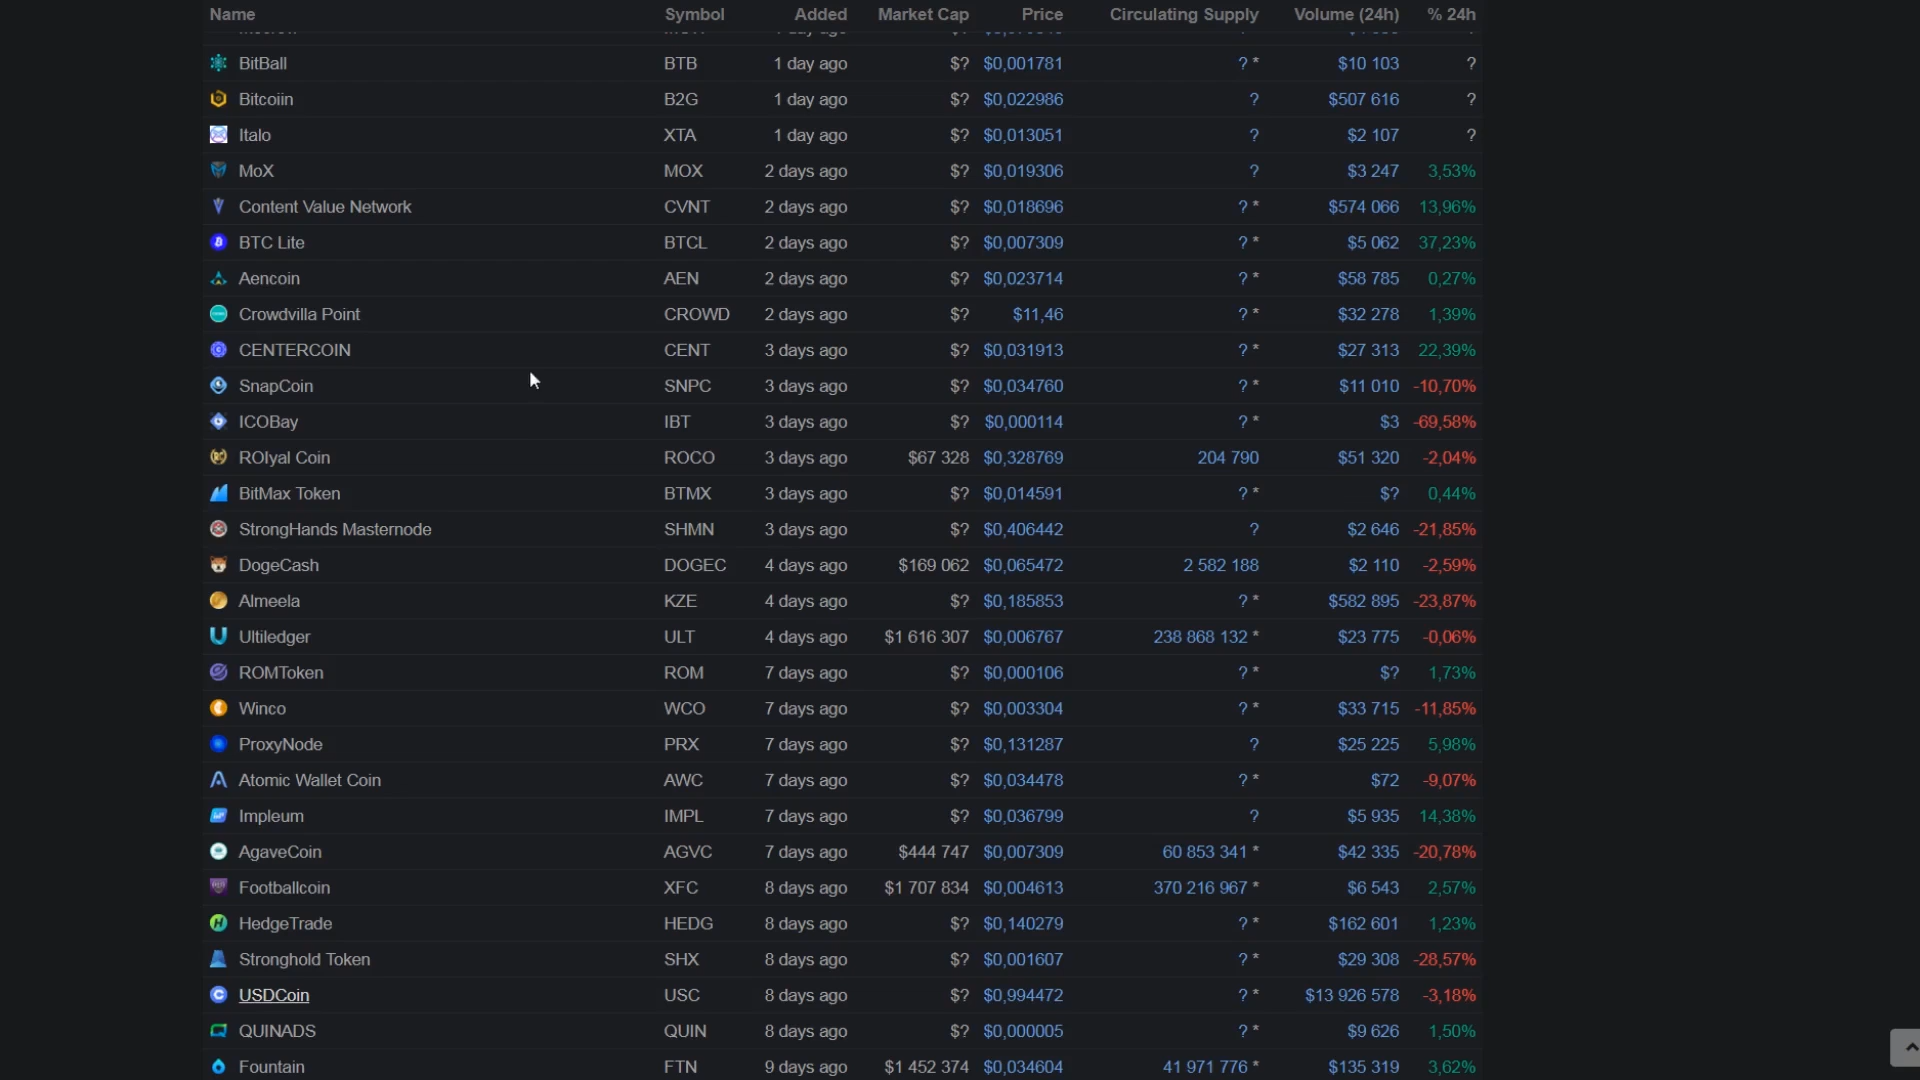 Name Symbol Added Market Cap Price Circulating Supply Volume (24h) % 24h
BitBall BTB 1 day ago $? $0,001781 ? * $10 103 ?
Bitcoiin B2G 1 day ago $? $0,022986 ? $507 616 ?
Italo XTA 1 day ago $? $0,013051 ? $2 107 ?
MoX MOX 2 days ago $? $0,019306 ? $3 247 3,53%
Content Value Network CVNT 2 days ago $? $0,018696 ? * $574 066 13,96%
BTC Lite BTCL 2 days ago $? $0,007309 ? * $5 062 37,23%
Aencoin AEN 2 days ago $? $0,023714 ? * $58 785 0,27%
Crowdvilla Point CROWD 2 days ago $? $11,46 ? * $32 278 1,39%
CENTERCOIN CENT 3 days ago $? $0,031913 ? * $27 313 22,39%
SnapCoin SNPC 3 days ago $? $0,034760 ? * $11 010 -10,70%
ICOBay IBT 3 days ago $? $0,000114 ? * $3 -69,58%
ROIyal Coin ROCO 3 days ago $67 328 $0,328769 204 790 $51 320 -2,04%
BitMax Token BTMX 3 days ago $? $0,014591 ? * $? 0,44%
StrongHands Masternode SHMN 3 days ago $? $0,406442 ? $2 646 -21,85%
DogeCash DOGEC 4 days ago $169 062 $0,065472 2 582 188 $2 110 -2,59%
Almeela KZE 4 days ago $? $0,185853 ? * $582 895 -23,87%
Ultiledger ULT 4 days ago $1 616 307 $0,006767 238 868 132 * $23 775 -0,06%
ROMToken ROM 7 days ago $? $0,000106 ? * $? 1,73%
Winco WCO 7 days ago $? $0,003304 ? * $33 715 -11,85%
ProxyNode PRX 7 days ago $? $0,131287 ? $25 225 5,98%
Atomic Wallet Coin AWC 7 days ago $? $0,034478 ? * $72 -9,07%
Impleum IMPL 7 days ago $? $0,036799 ? $5 935 14,38%
AgaveCoin AGVC 7 days ago $444 747 $0,007309 60 853 341 * $42 335 -20,78%
Footballcoin XFC 8 days ago $1 707 834 $0,004613 370 216 967 * $6 543 2,57%
HedgeTrade HEDG 8 days ago $? $0,140279 ? * $162 601 1,23%
Stronghold Token SHX 8 days ago $? $0,001607 ? * $29 308 -28,57%
USDCoin USC 8 days ago $? $0,994472 ? * $13 926 578 -3,18%
QUINADS QUIN 8 days ago $? $0,000005 ? * $9 626 1,50%
Fountain FTN 9 days ago $1 452 374 $0,034604 41 971 776 * $135 319 3,62%